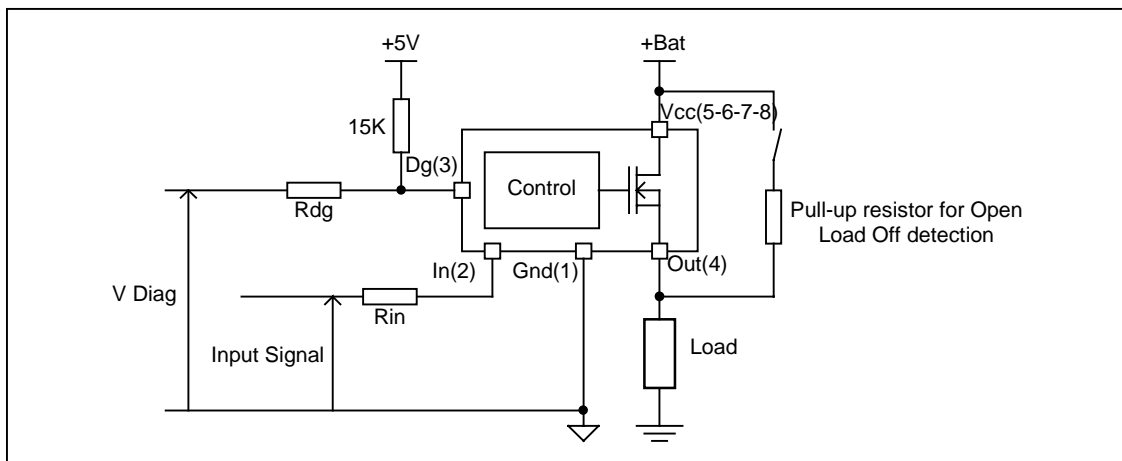 +5V
+Bat
Vcc(5-6-7-8)
15K
Dg(3)
Control
Rdg
Pull-up resistor for Open
Load Off detection
In(2)
Gnd(1)
Out(4)
V Diag
Rin
Input Signal
Load